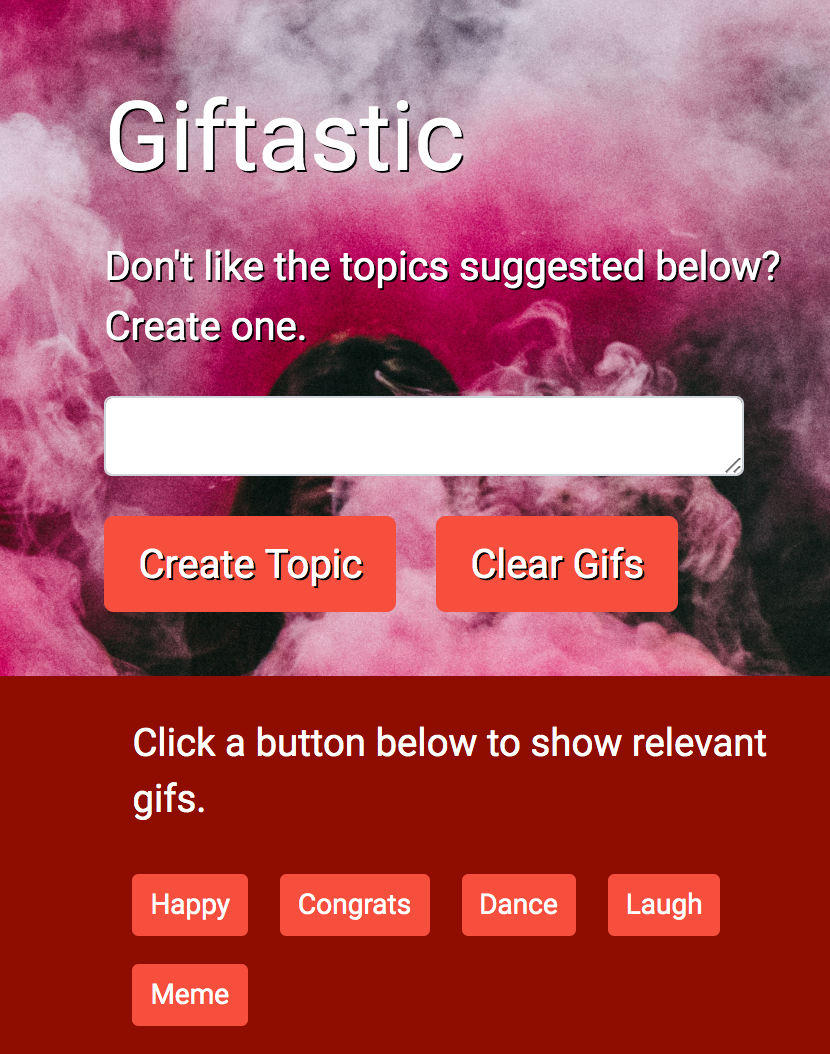 Giftastic
Don't like the topics suggested below?
Create one.
Create Topic Clear Gifs
Click a button below to show relevant
gifs.
Happy Congrats Dance Laugh
Meme